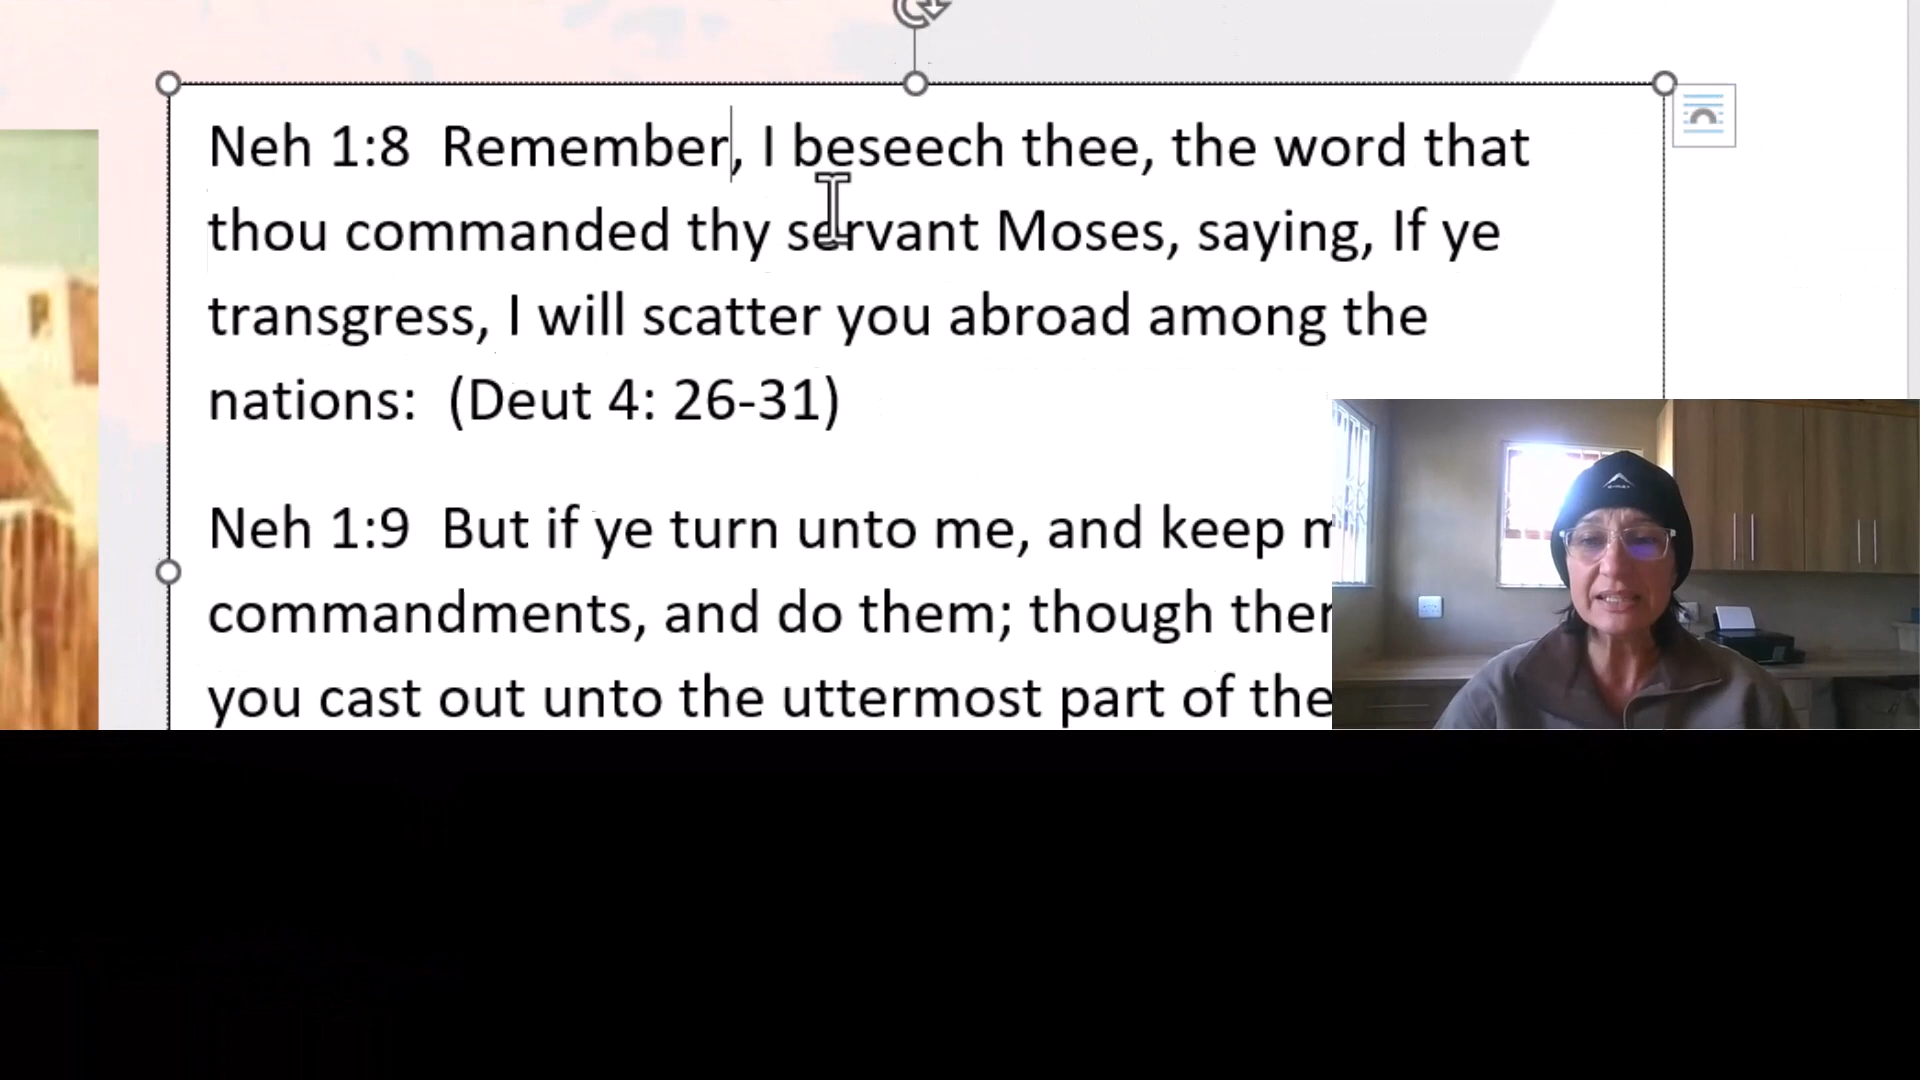 Neh 1:8  Remember, I beseech thee, the word that
thou commanded thy servant Moses, saying, If ye
transgress, I will scatter you abroad among the
nations:  (Deut 4: 26-31)
Neh 1:9  But if ye turn unto me, and keep
commandments, and do them; though
you cast out unto the uttermost part of the